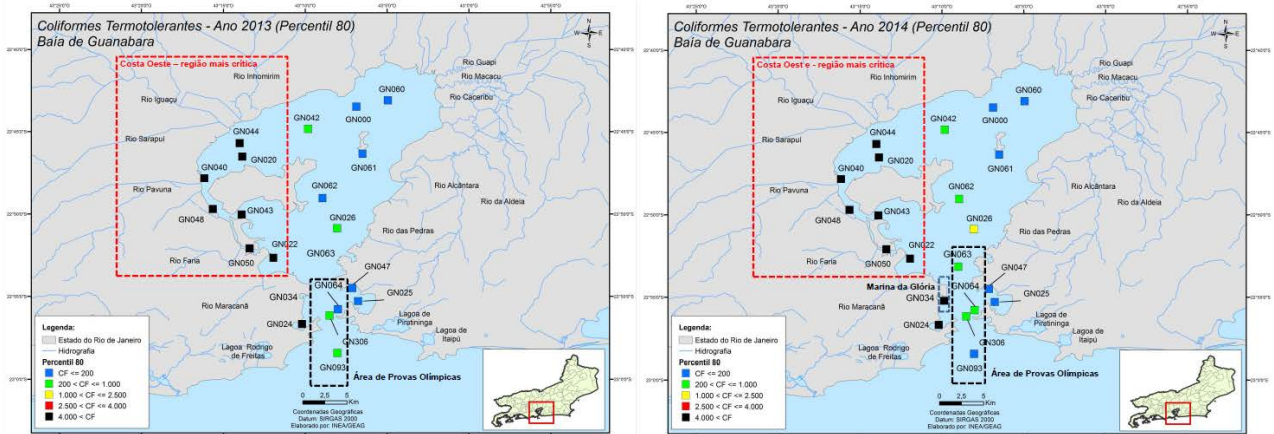 Coliformes Termotolerantes - Ano 2013 (Percentil 80)
Baía de Guanabara
Costa Oeste – região mais crítica
Rio Inhomirim
Rio Iguaçu
Rio Sarapuí
Rio Pavuna
Rio Faria
Rio Maracanã
Rio Guapi
Rio Macacu
Rio Caceribu
Rio Alcântara
Rio da Aldeia
Rio das Pedras
Lagoa de
Piratininga
Lagoa de
Itaipú
Lagoa Rodrigo
de Freitas
GN060
GN000
GN042
GN061
GN044
GN020
GN040
GN062
GN043
GN048
GN026
GN022
GN050
GN063
GN047
GN064
GN025
GN034
GN024
GN306
GN093
Área de Provas Olímpicas
Legenda:
Estado do Rio de Janeiro
Hidrografia
Percentil 80
CF <= 200
200 < CF <= 1.000
1.000 < CF <= 2.500
2.500 < CF <= 4.000
4.000 < CF
0 2,5 5
Km
Coordenadas Geográficas
Datum: SIRGAS 2000
Elaborado por: INEA/GEAG
N
W E
S
Coliformes Termotolerantes - Ano 2014 (Percentil 80)
Baía de Guanabara
Costa Oeste - região mais crítica
Rio Inhomirim
Rio Iguaçu
Rio Sarapuí
Rio Pavuna
Rio Faria
Rio Maracanã
Rio Guapi
Rio Macacu
Rio Caceribu
Rio Alcântara
Rio da Aldeia
Rio das Pedras
Lagoa de
Piratininga
Lagoa de
Itaipú
Lagoa Rodrigo
de Freitas
GN060
GN000
GN042
GN061
GN044
GN020
GN040
GN062
GN043
GN048
GN026
GN022
GN050
GN063
GN047
Marina da Glória
GN064
GN025
GN034
GN024
GN306
GN093
Área de Provas Olímpicas
Legenda:
Estado do Rio de Janeiro
Hidrografia
Percentil 80
CF <= 200
200 < CF <= 1.000
1.000 < CF <= 2.500
2.500 < CF <= 4.000
4.000 < CF
0 2,5 5
Km
Coordenadas Geográficas
Datum: SIRGAS 2000
Elaborado por: INEA/GEAG
N
W E
S